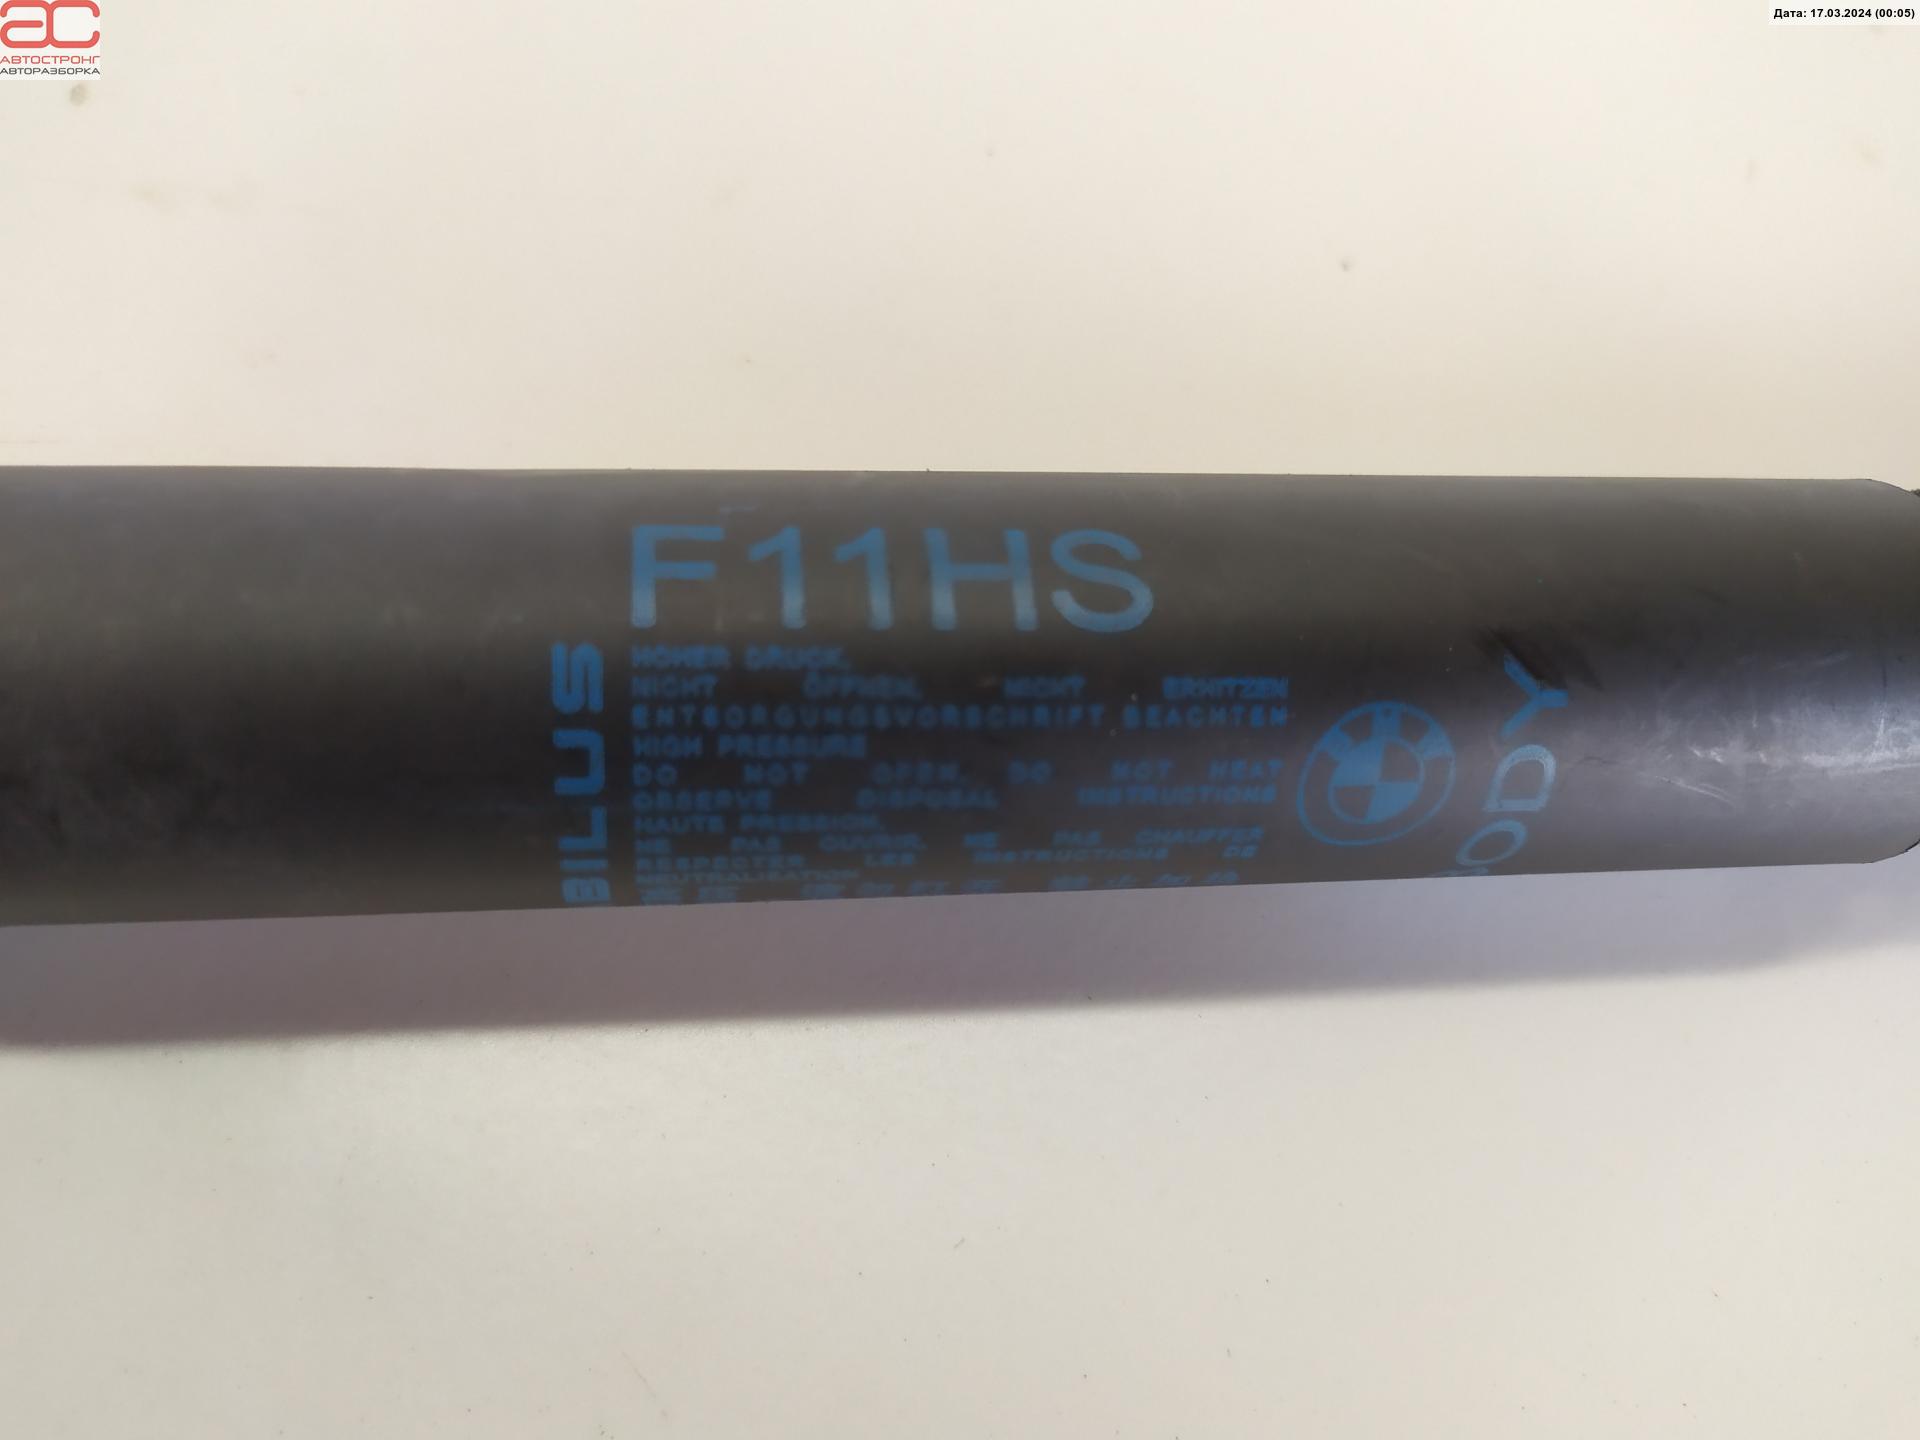 АС
АВТОСТРОНГ
АВТОРАЗБОРКА
Дата: 17.03.2024 (00:05)
F11HS
BILUS
HOHER DRUCK.
NICHT ÖFFNEN. NICHT ERHITZEN
ENTSORGUNGSVORSCHRIFT BEACHTEN
HIGH PRESSURE
DO NOT OPEN. DO NOT HEAT
OBSERVE DISPOSAL INSTRUCTIONS
HAUTE PRESSION.
NE PAS OUVRIR. NE PAS CHAUFFER
RESPECTER LES INSTRUCTIONS DE
NEUTRALISATION
ODY